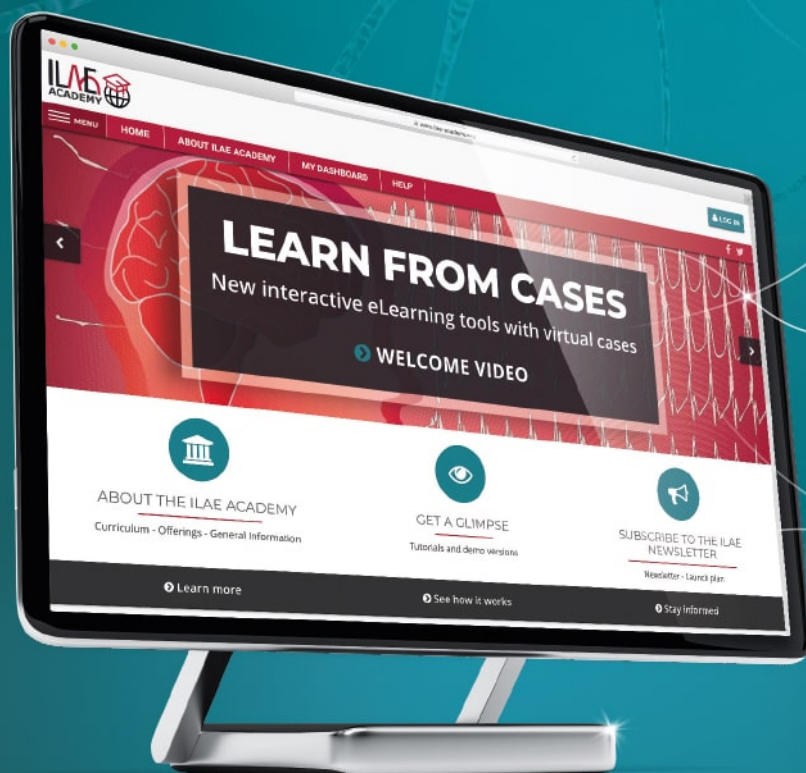 ILAE
ACADEMY
MENU
HOME
ABOUT ILAE ACADEMY
MY DASHBOARD
HELP
LOG IN
LEARN FROM CASES
New interactive eLearning tools with virtual cases
WELCOME VIDEO
ABOUT THE ILAE ACADEMY
Curriculum - Offerings - General Information
Learn more
GET A GLIMPSE
Tutorials and demo versions
See how it works
SUBSCRIBE TO THE ILAE
NEWSLETTER
Newsletter - Launch plan
Stay informed